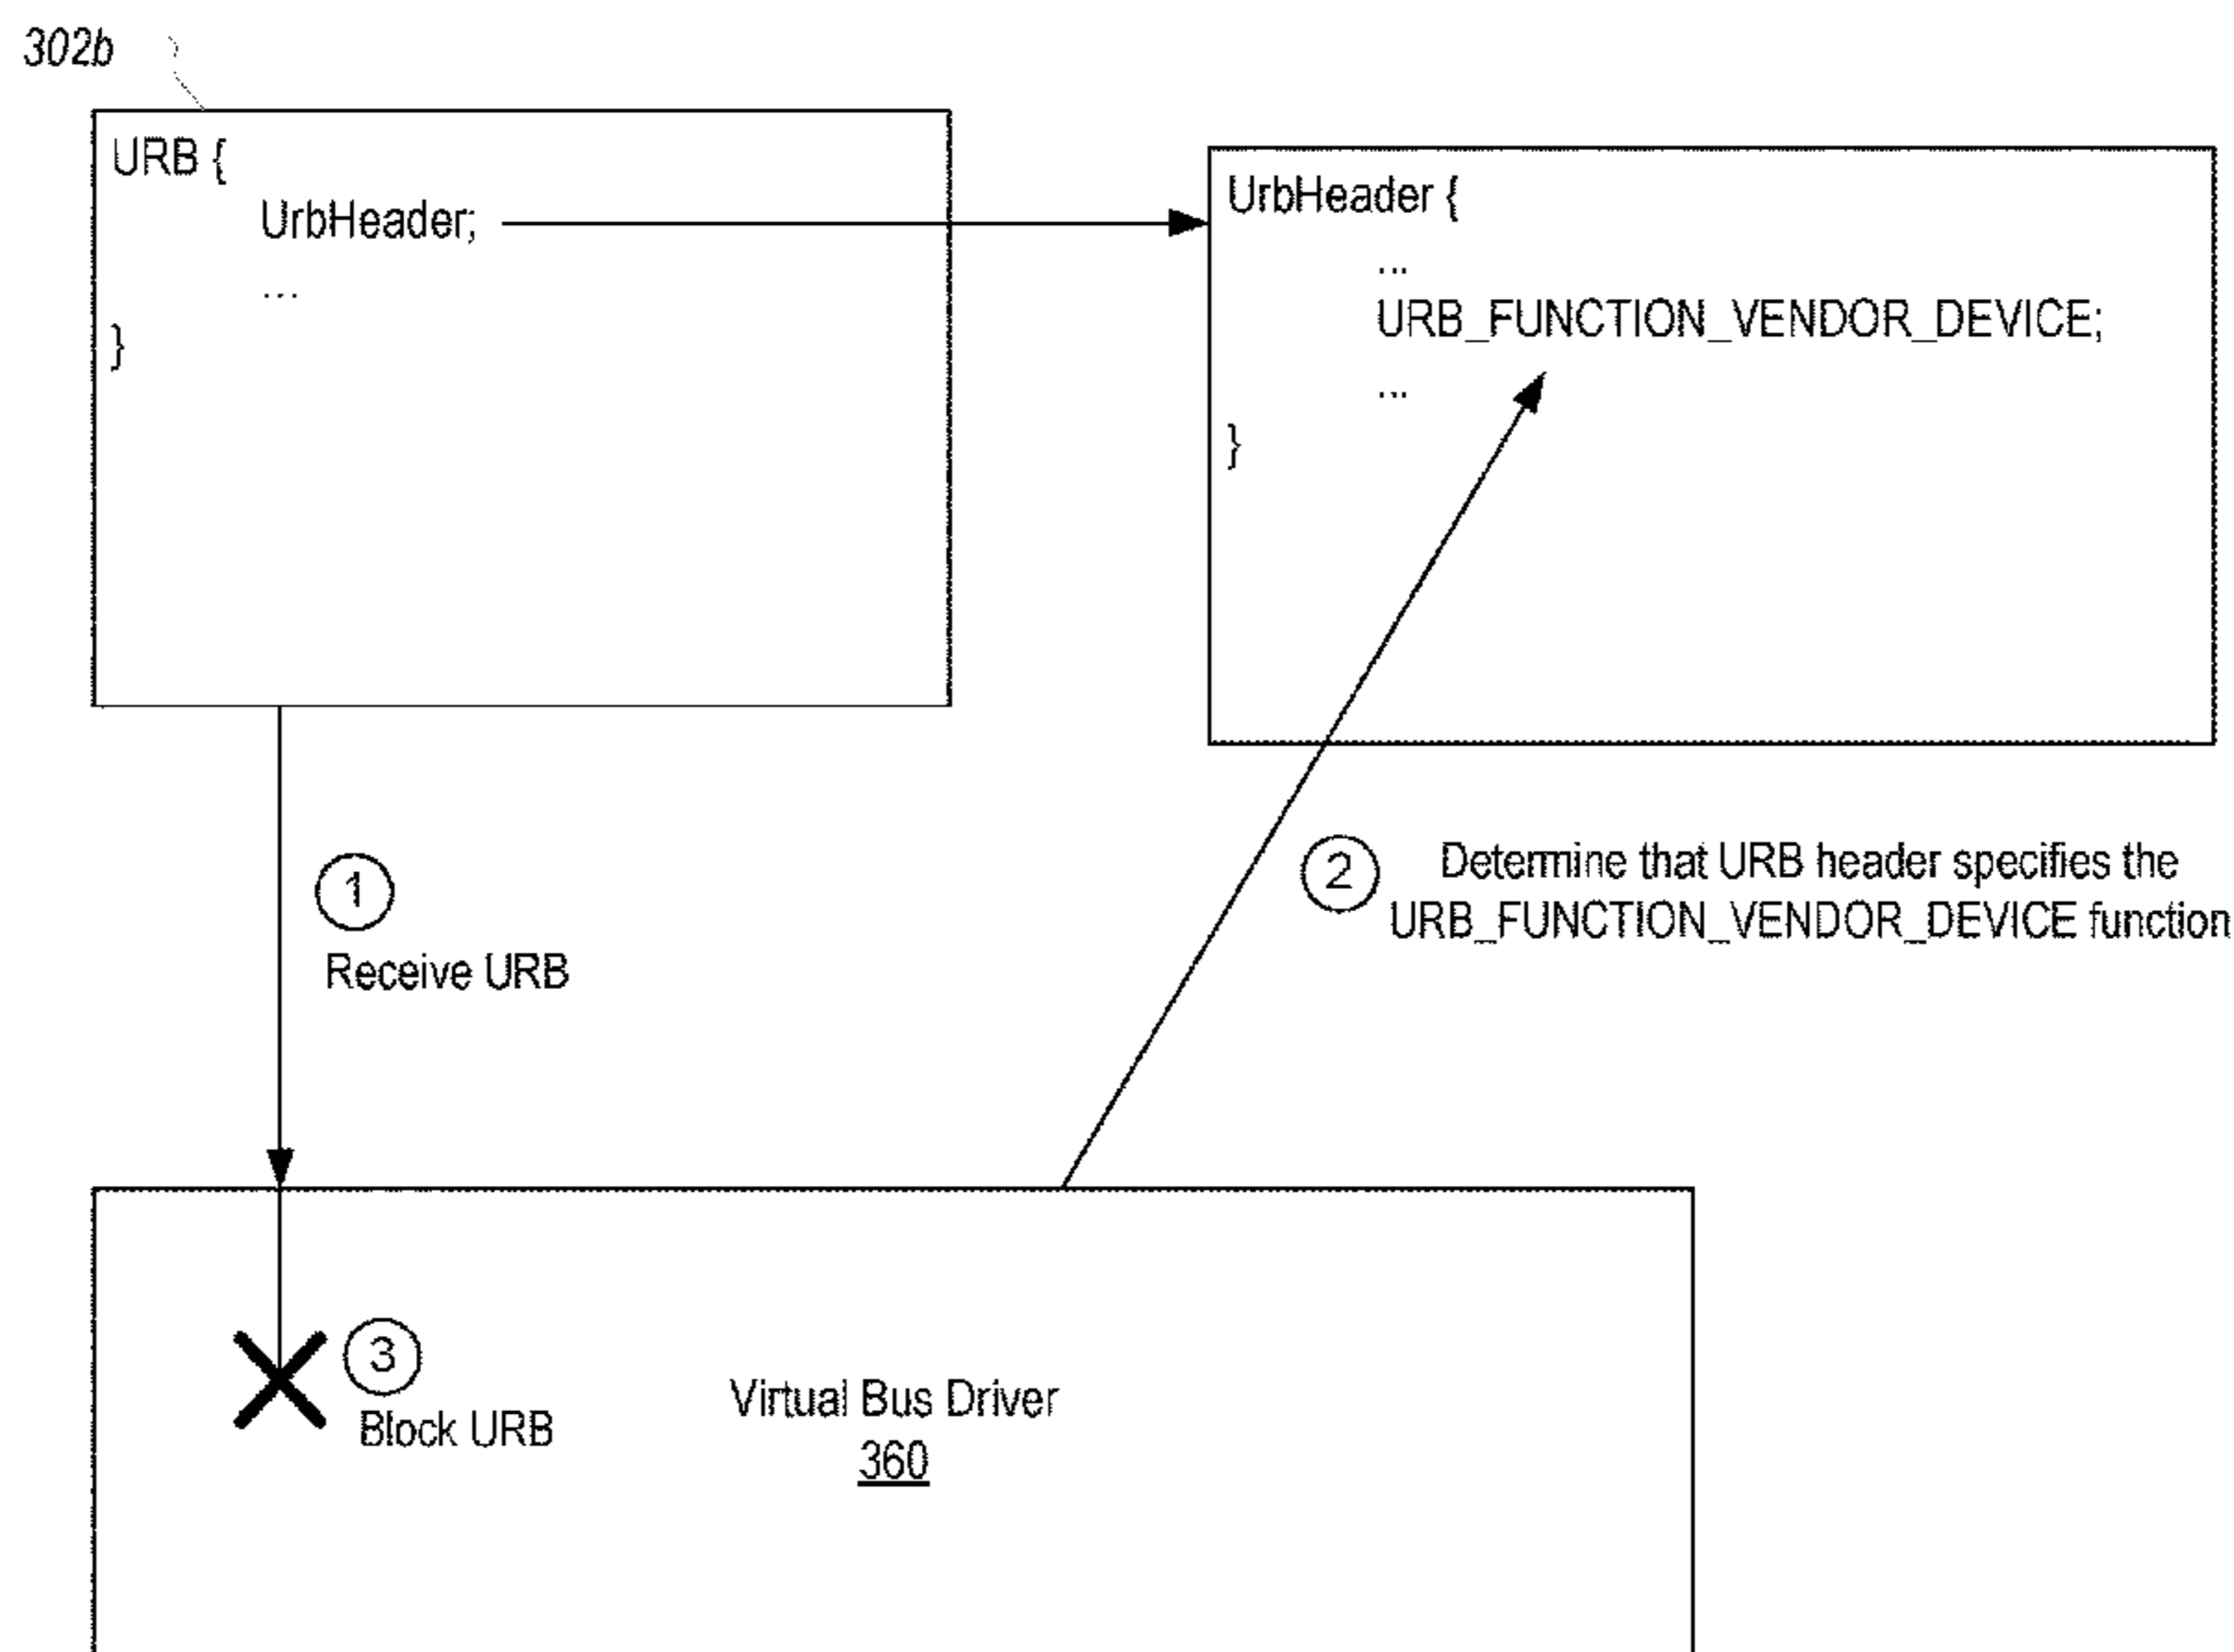 302b
URB {
UrbHeader;
...
}
UrbHeader {
...
URB_FUNCTION_VENDOR_DEVICE;
...
}
1
Receive URB
2 Determine that URB header specifies the
URB_FUNCTION_VENDOR_DEVICE function
3
Block URB
Virtual Bus Driver
360